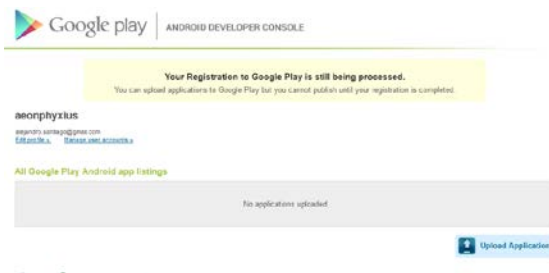 Google play ANDROID DEVELOPER CONSOLE
Your Registration to Google Play is still being processed.
You can upload applications to Google Play but you cannot publish until your registration is completed.
aeonphyxius
Edit profile » Manage user accounts »
All Google Play Android app listings
No applications uploaded
Upload Application